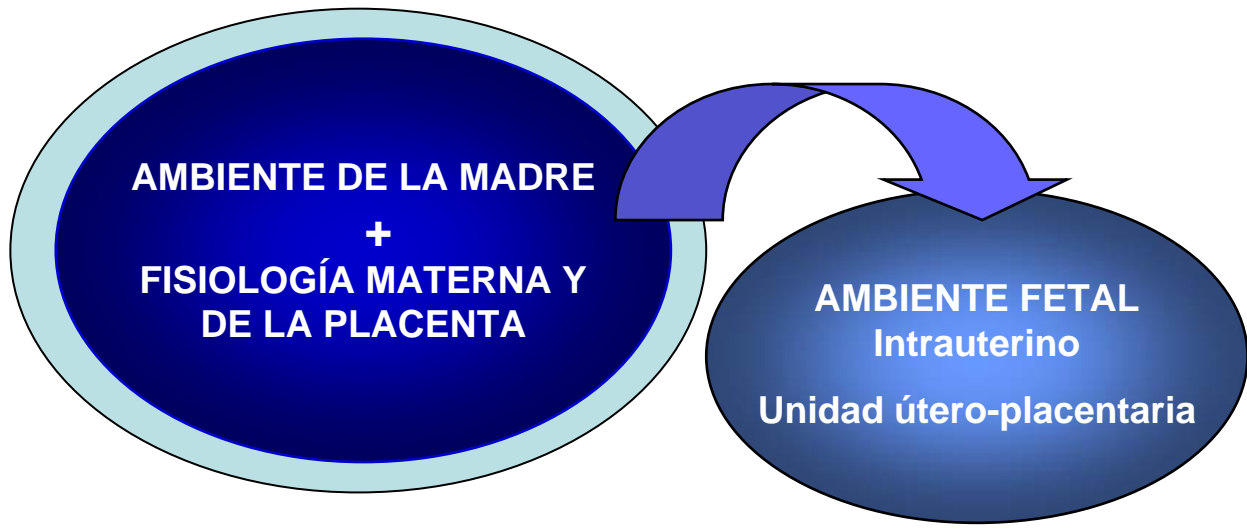 AMBIENTE DE LA MADRE
+
FISIOLOGÍA MATERNA Y
DE LA PLACENTA
AMBIENTE FETAL
Intrauterino
Unidad útero-placentaria